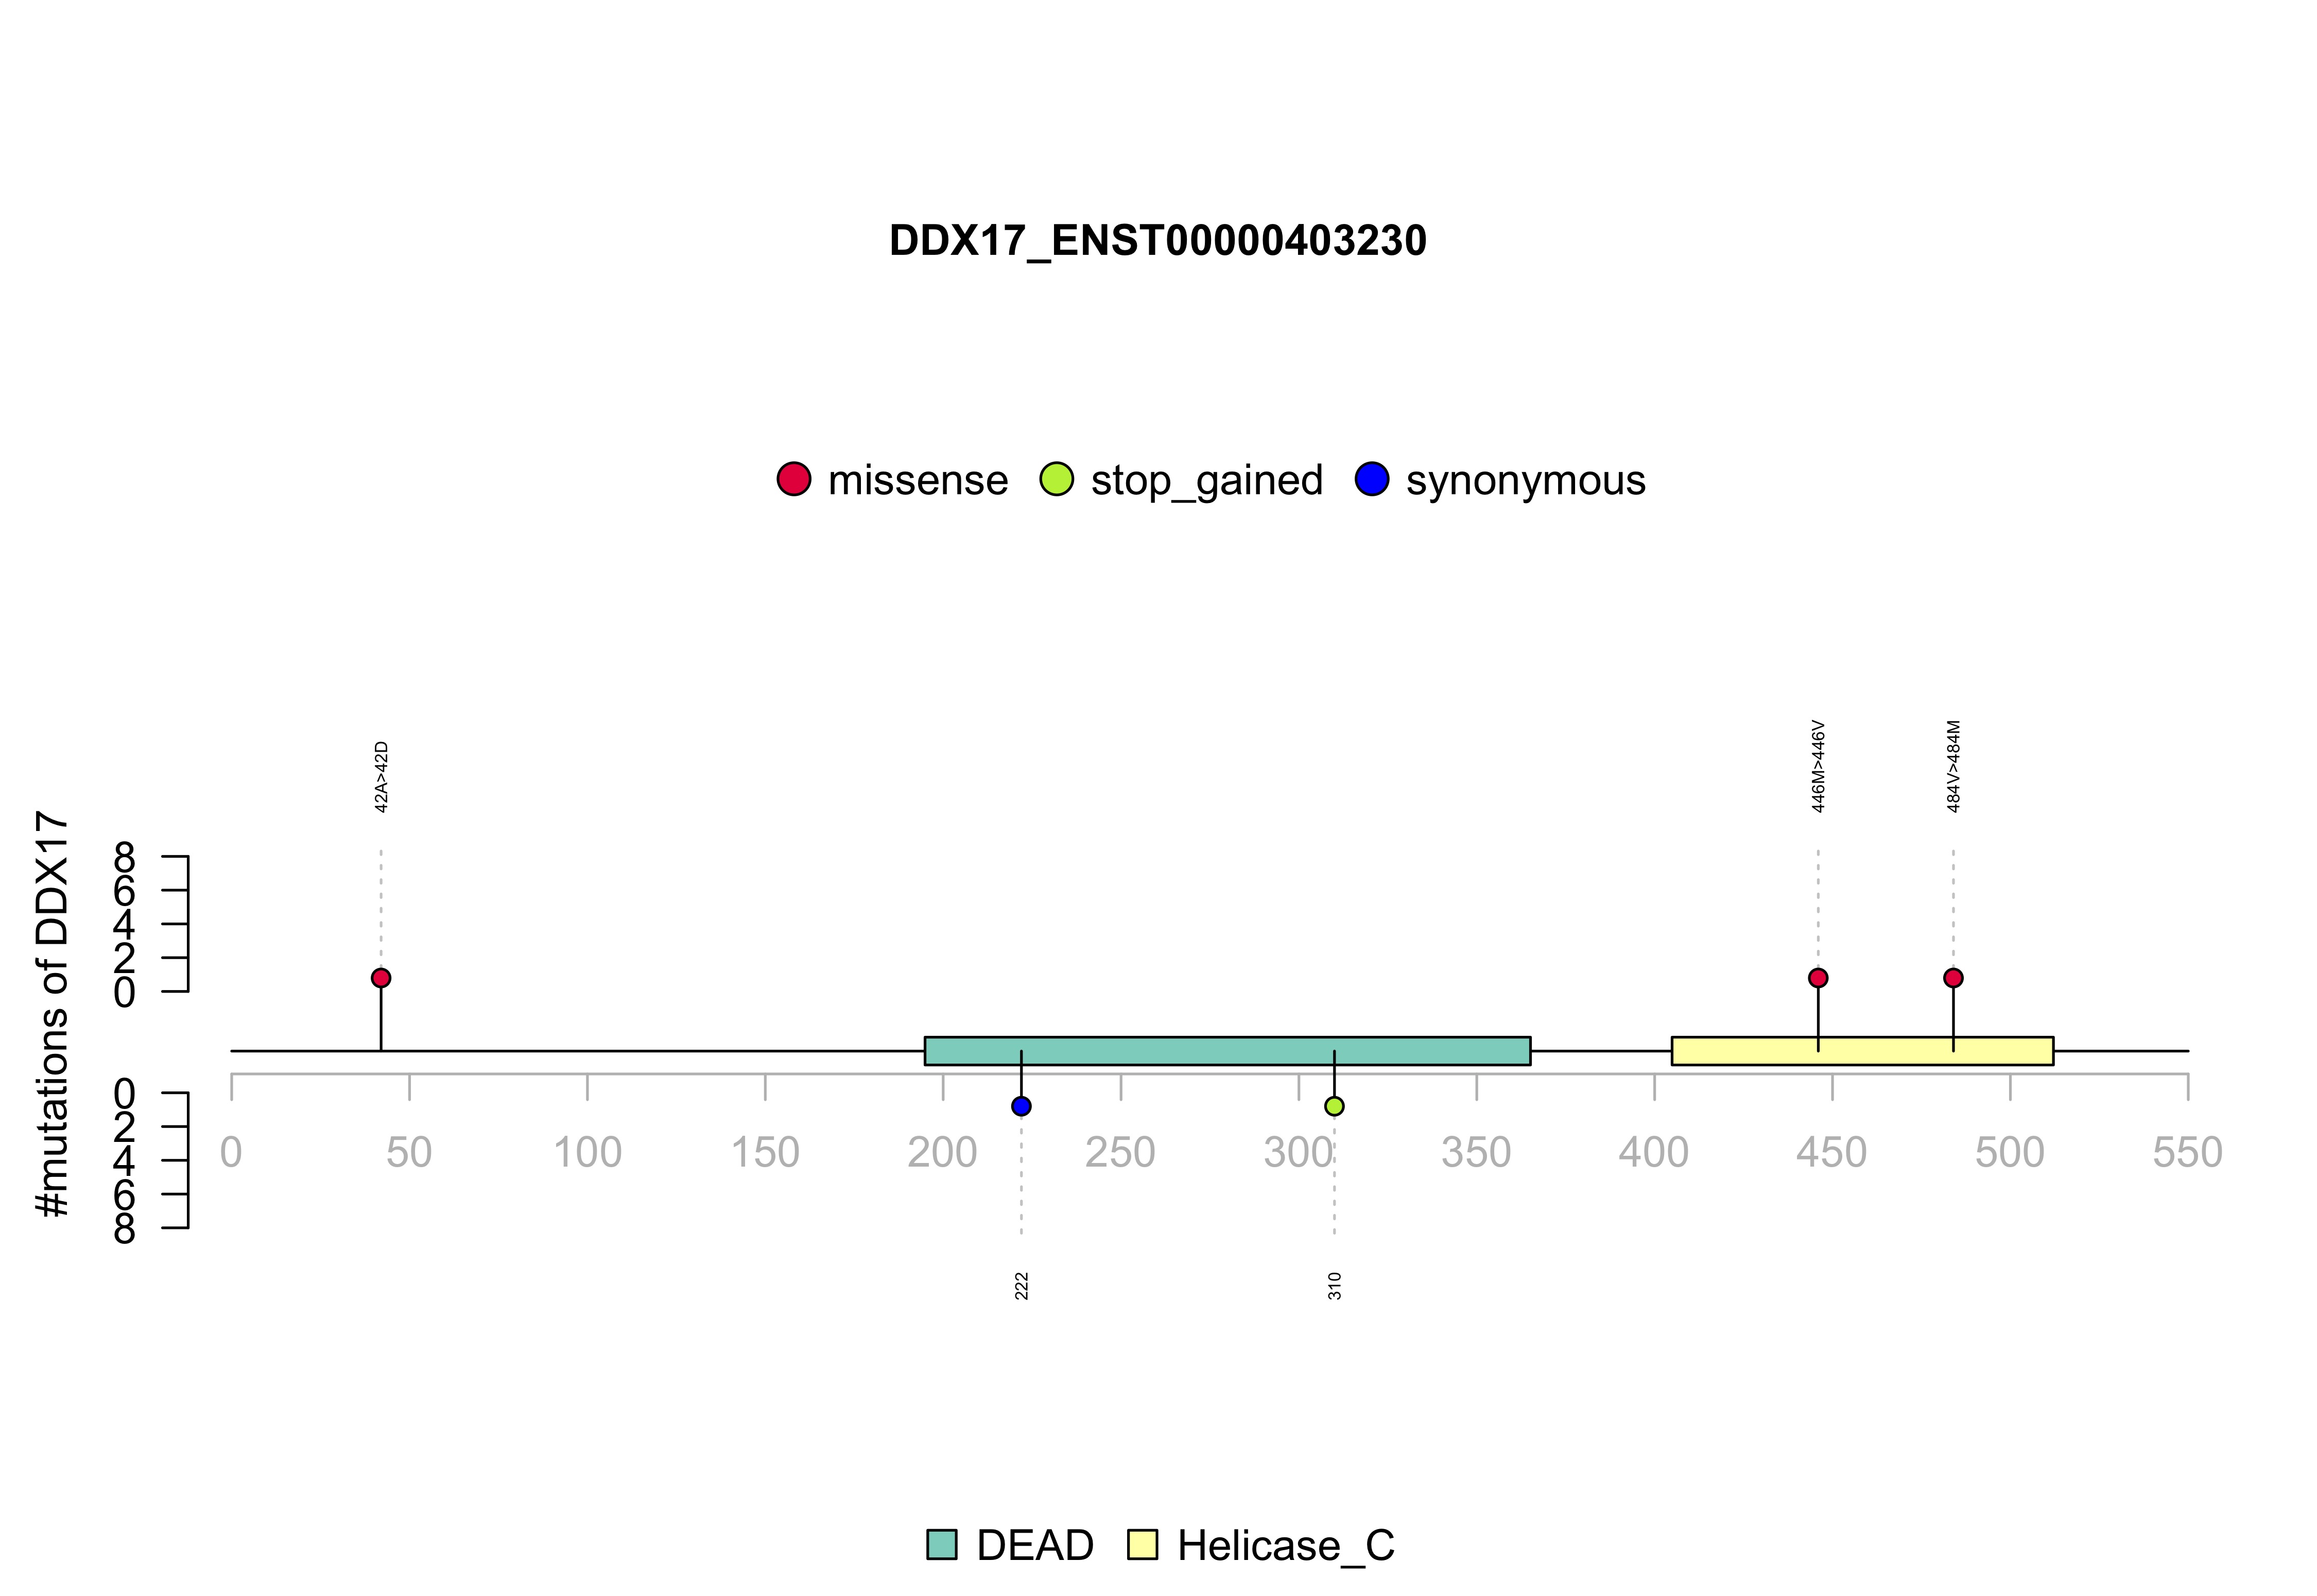 DDX17_ENST00000403230
missense stop_gained synonymous
42A>42D
446M>446V
484V>484M
#mutations of DDX17
8
6
4
2
0
0
2
4
6
8
0 50 100 150 200 250 300 350 400 450 500 550
222
310
DEAD Helicase_C